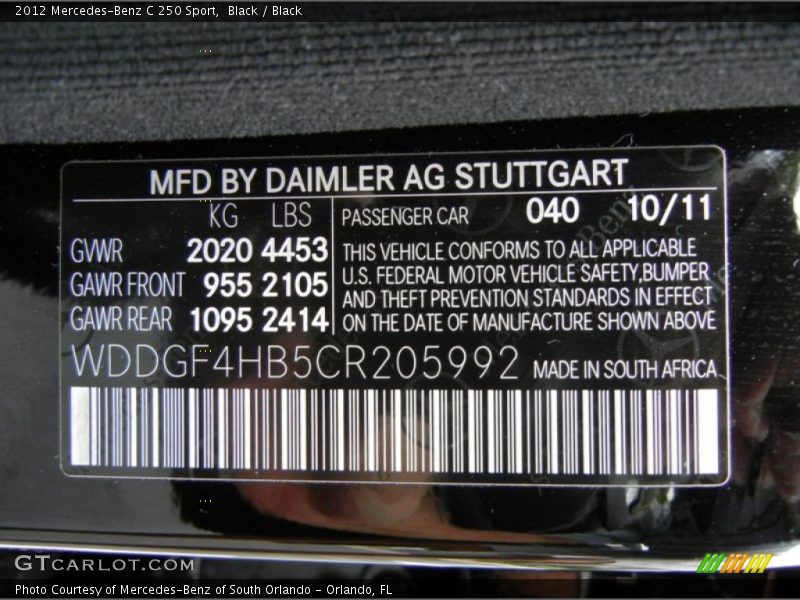 2012 Mercedes-Benz C 250 Sport,  Black / Black
MFD BY DAIMLER AG STUTTGART
KG LBS
GVWR 2020 4453
GAWR FRONT 955 2105
GAWR REAR 1095 2414
PASSENGER CAR 040 10/11
THIS VEHICLE CONFORMS TO ALL APPLICABLE
U.S. FEDERAL MOTOR VEHICLE SAFETY,BUMPER
AND THEFT PREVENTION STANDARDS IN EFFECT
ON THE DATE OF MANUFACTURE SHOWN ABOVE
WDDGF4HB5CR205992 MADE IN SOUTH AFRICA
GTcarlot.com
Photo Courtesy of Mercedes-Benz of South Orlando - Orlando, FL